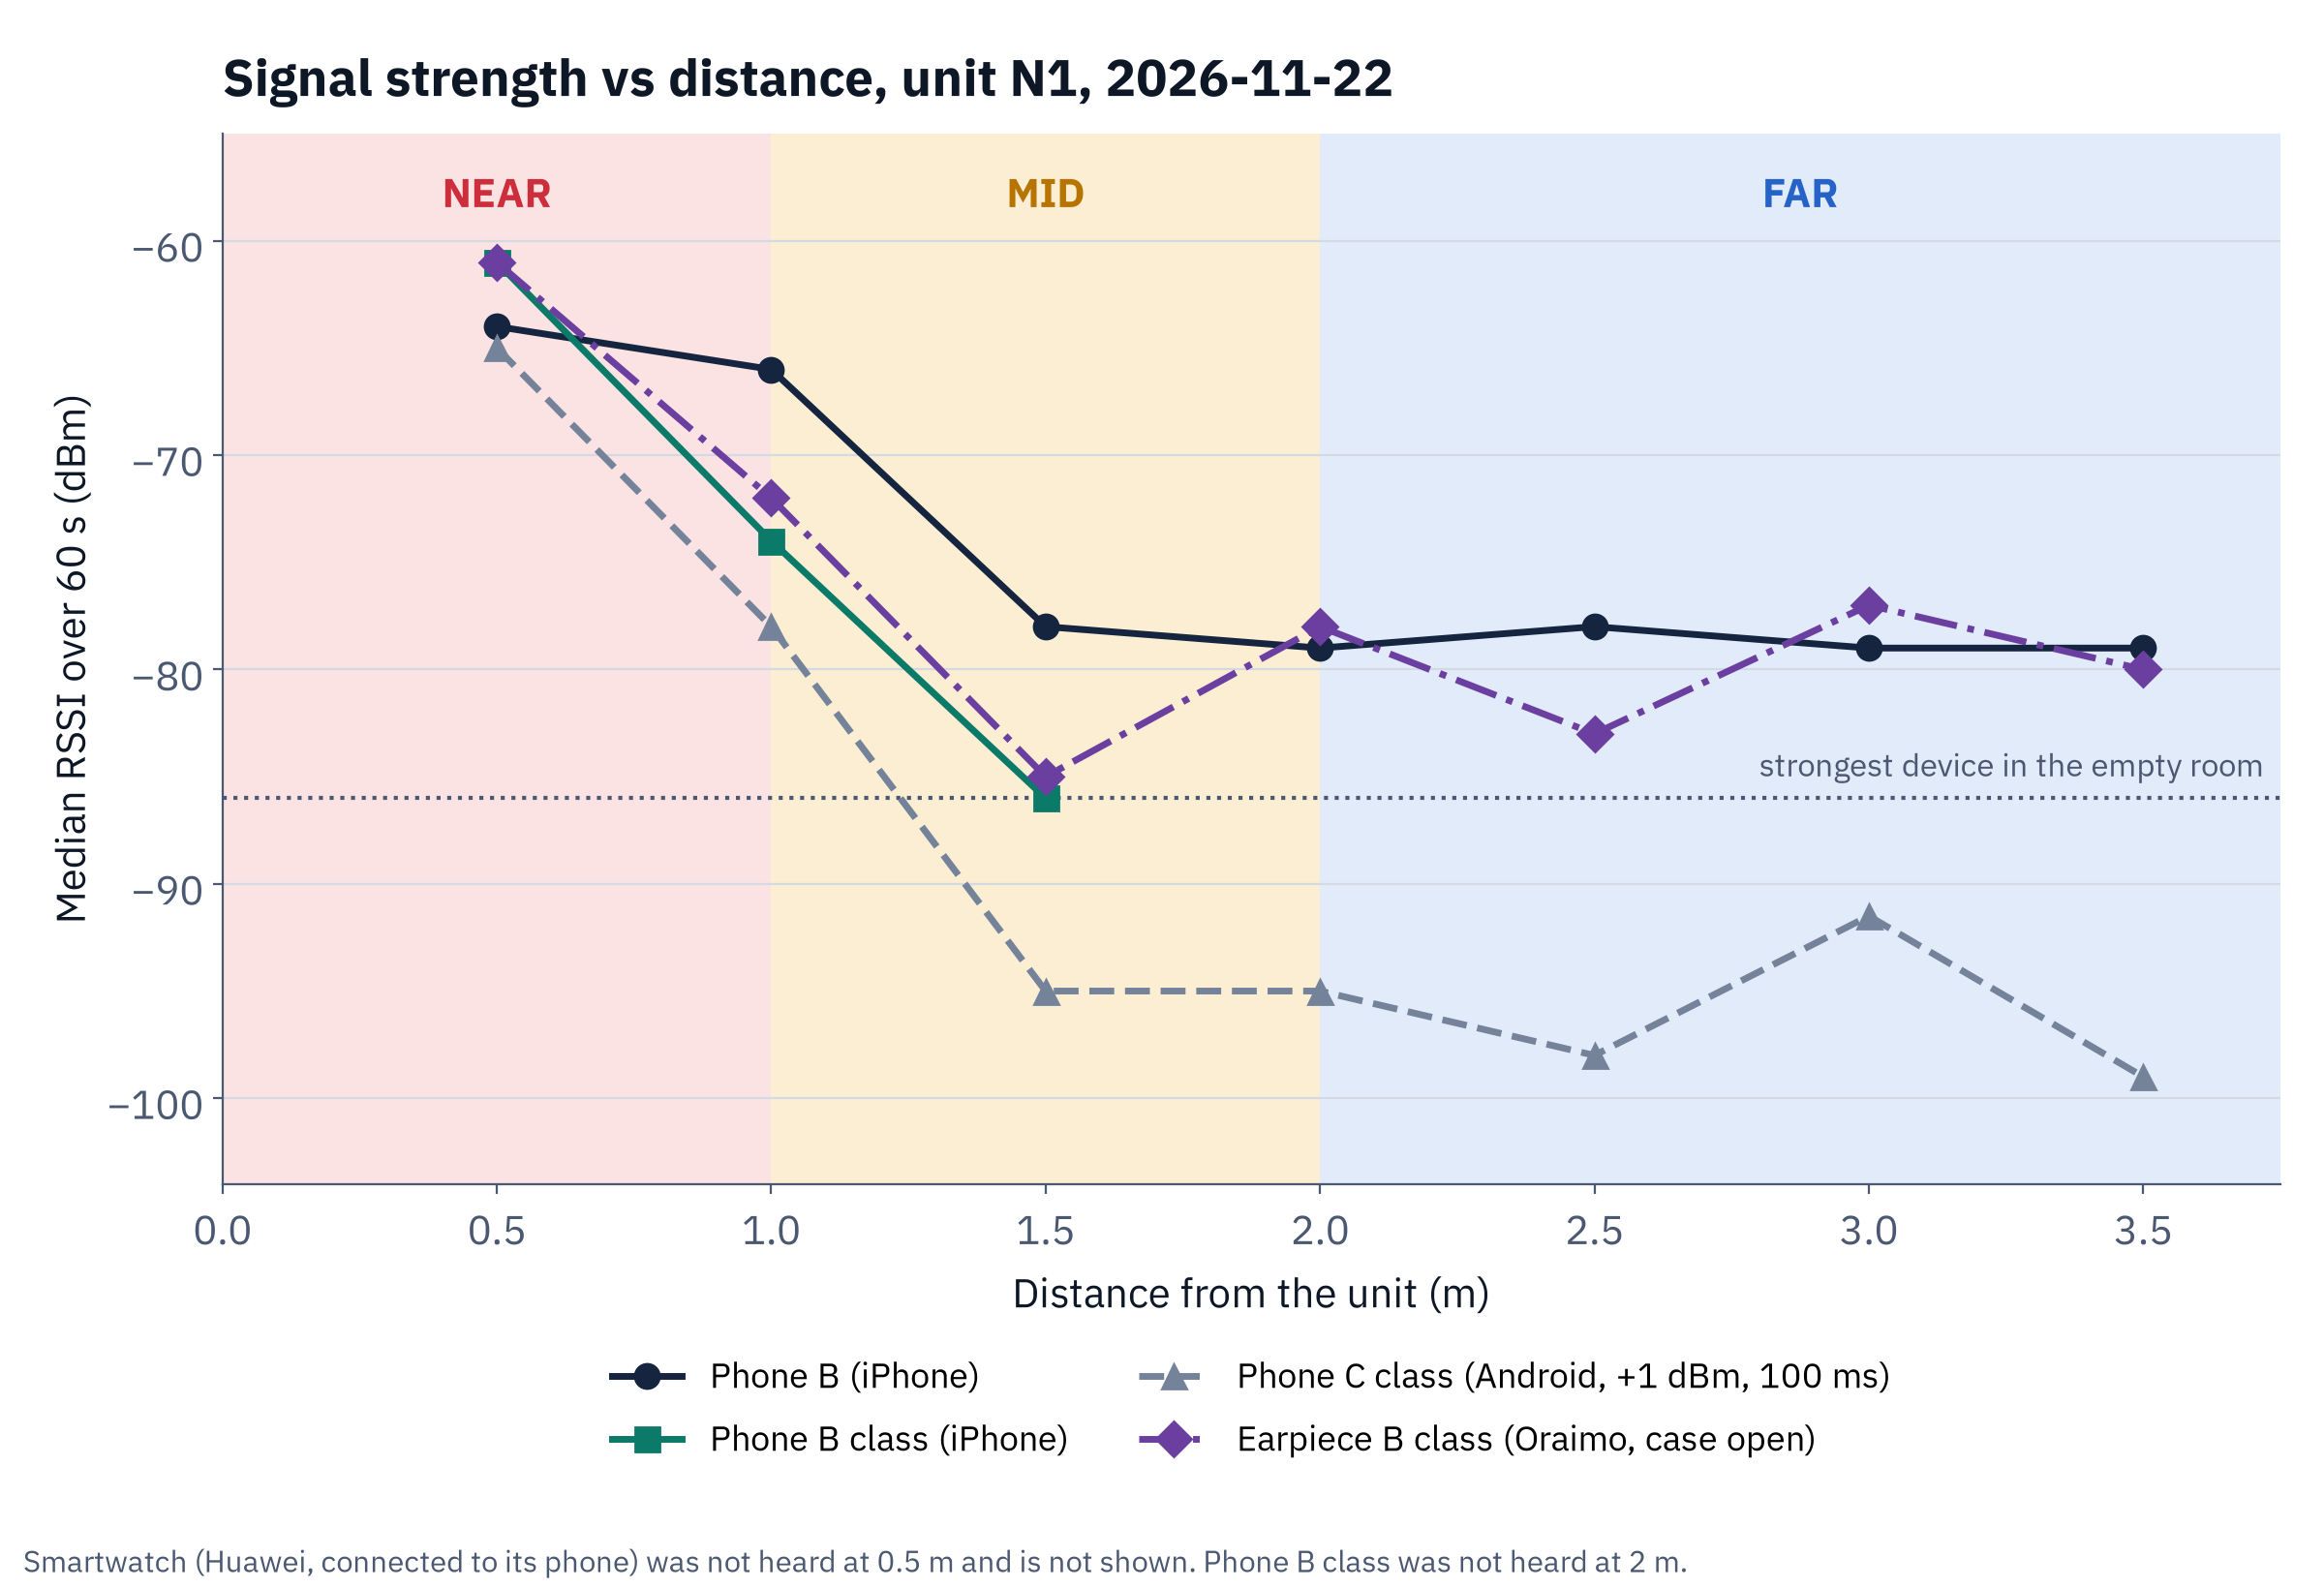 Signal strength vs distance, unit N1, 2026-11-22
NEAR
MID
FAR
−60
−70
−80
−90
−100
Median RSSI over 60 s (dBm)
strongest device in the empty room
0.0 0.5 1.0 1.5 2.0 2.5 3.0 3.5
Distance from the unit (m)
Phone B (iPhone)
Phone B class (iPhone)
Phone C class (Android, +1 dBm, 100 ms)
Earpiece B class (Oraimo, case open)
Smartwatch (Huawei, connected to its phone) was not heard at 0.5 m and is not shown. Phone B class was not heard at 2 m.